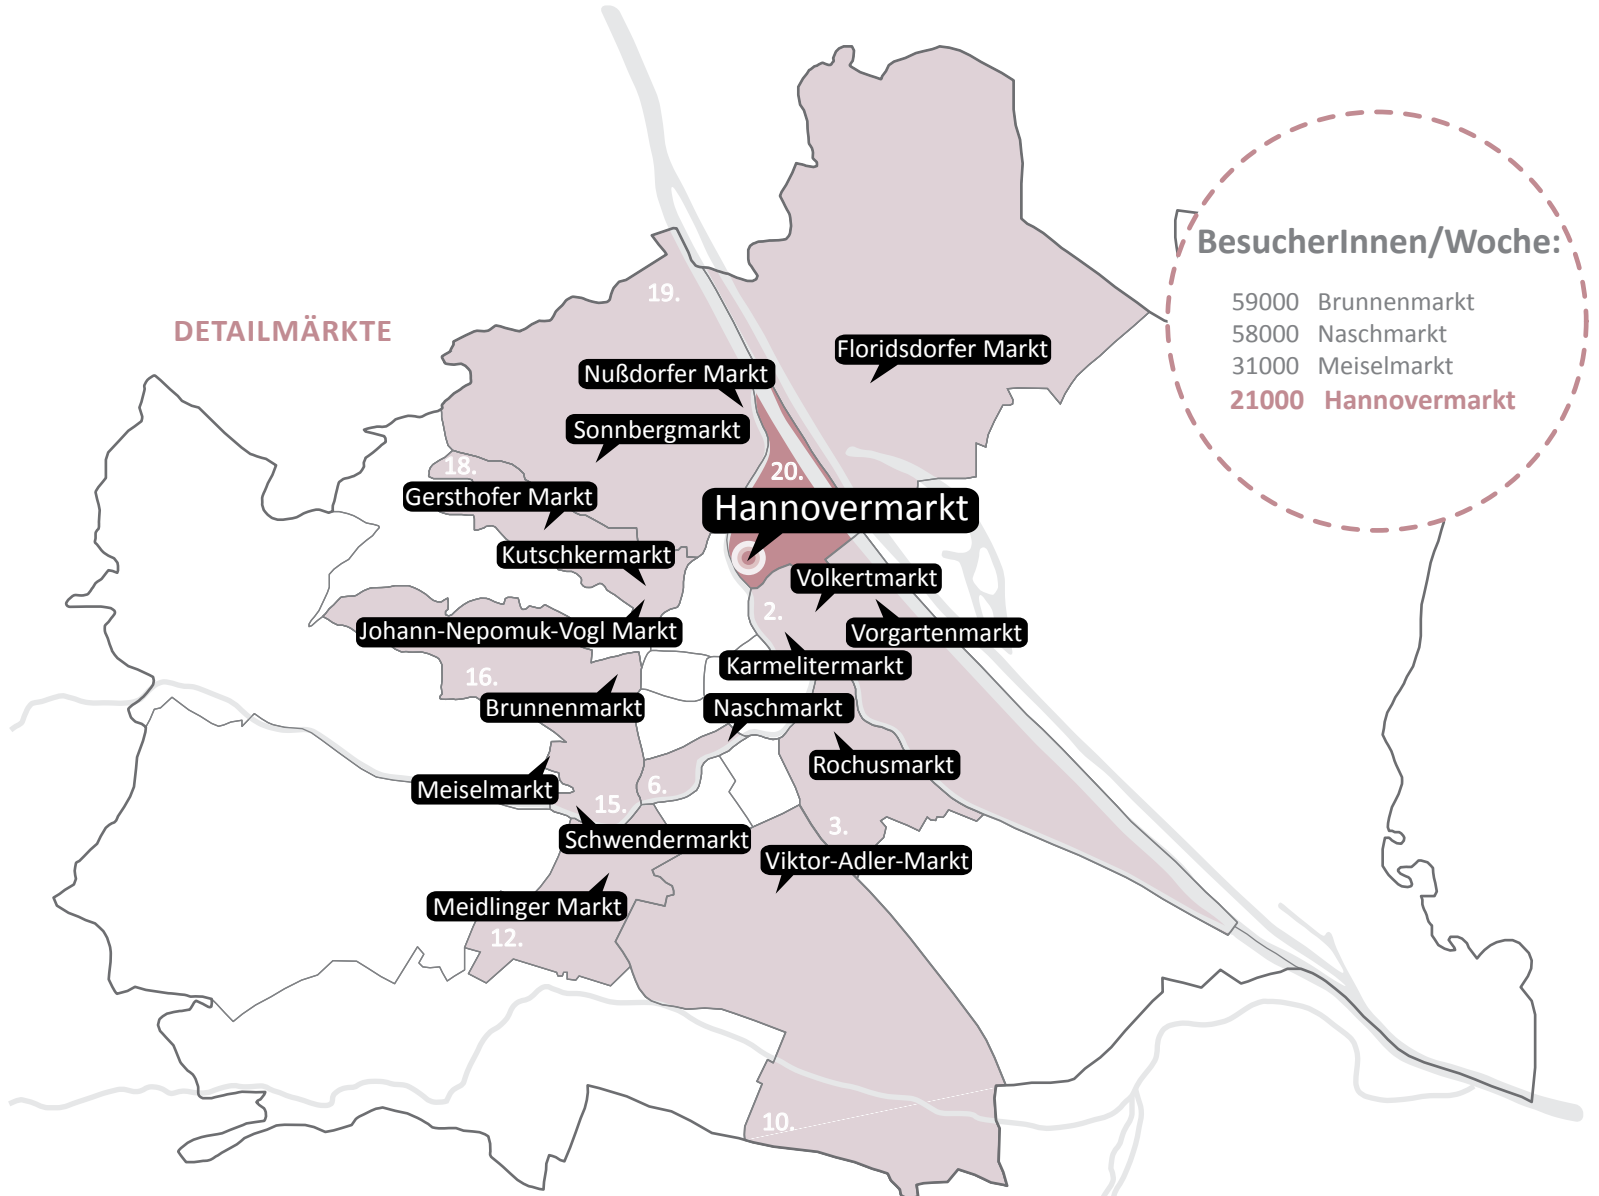 DETAILMÄRKTE
BesucherInnen/Woche:
59000 Brunnenmarkt
58000 Naschmarkt
31000 Meiselmarkt
21000 Hannovermarkt
19.
Floridsdorfer Markt
Nußdorfer Markt
Sonnbergmarkt
18.
20.
Gersthofer Markt
Hannovermarkt
Kutschkermarkt
Volkertmarkt
2.
Johann-Nepomuk-Vogl Markt
Vorgartenmarkt
Karmelitermarkt
16.
Brunnenmarkt
Naschmarkt
Rochusmarkt
Meiselmarkt
6.
15.
3.
Schwendermarkt
Viktor-Adler-Markt
Meidlinger Markt
12.
10.